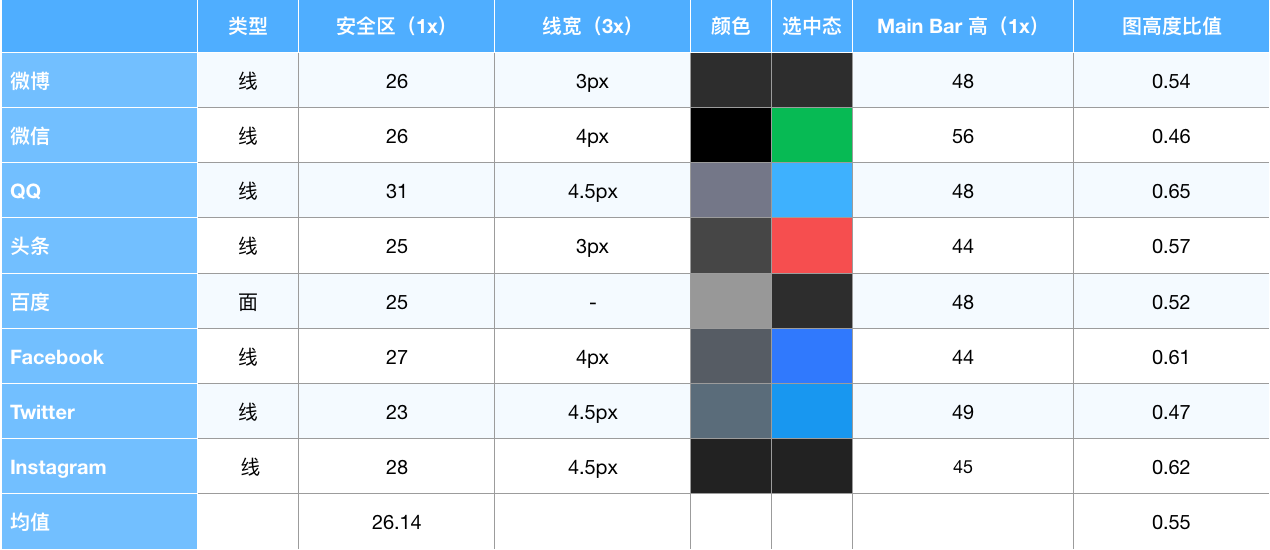 类型 安全区（1x） 线宽（3x） 颜色 选中态 Main Bar 高（1x） 图高度比值
微博 线 26 3px 48 0.54
微信 线 26 4px 56 0.46
QQ 线 31 4.5px 48 0.65
头条 线 25 3px 44 0.57
百度 面 25 - 48 0.52
Facebook 线 27 4px 44 0.61
Twitter 线 23 4.5px 49 0.47
Instagram 线 28 4.5px 45 0.62
均值 26.14 0.55